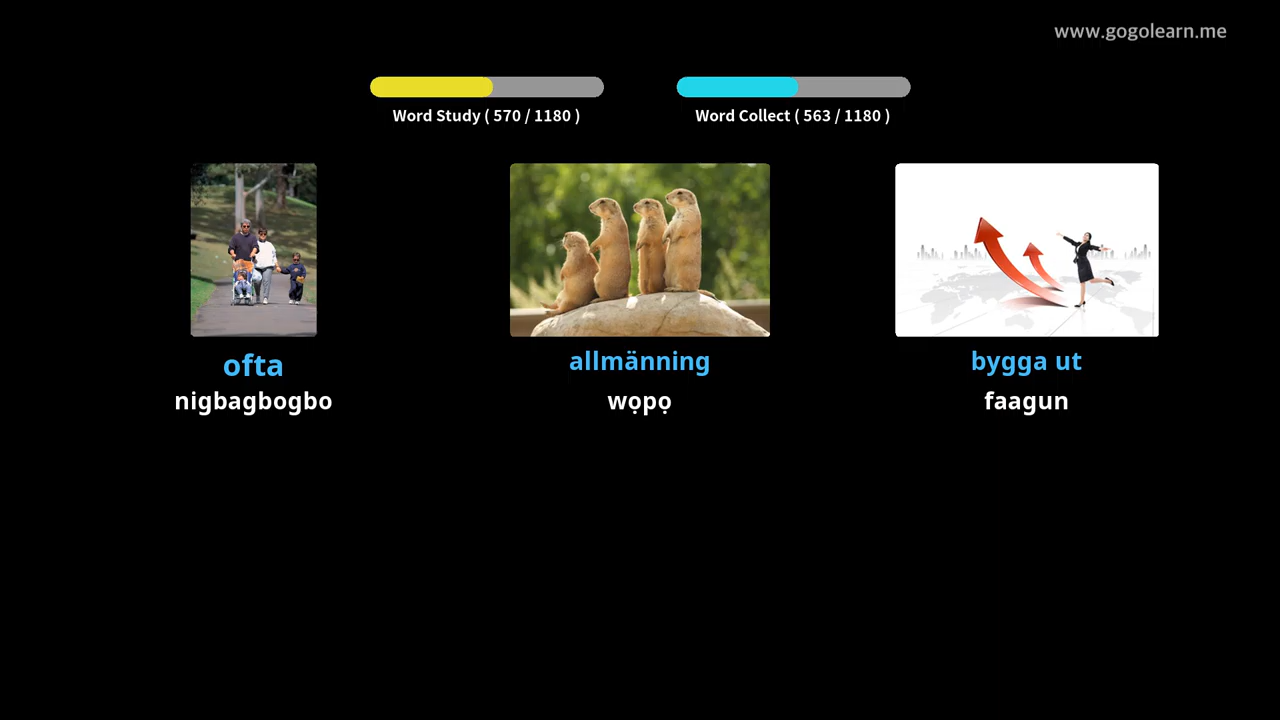 www.gogolearn.me
Word Study ( 570 / 1180 )
Word Collect ( 563 / 1180 )
ofta
allmänning
bygga ut
nigbagbogbo
wọpọ
faagun